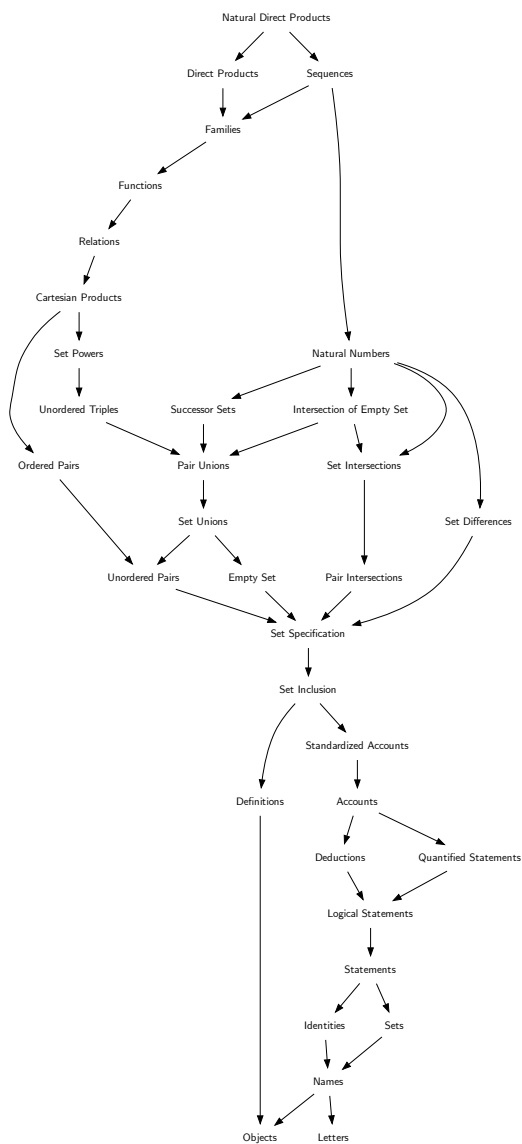 Natural Direct Products
Direct Products
Sequences
Families
Functions
Relations
Cartesian Products
Set Powers
Natural Numbers
Unordered Triples
Successor Sets
Intersection of Empty Set
Ordered Pairs
Pair Unions
Set Intersections
Set Unions
Set Differences
Unordered Pairs
Empty Set
Pair Intersections
Set Specification
Set Inclusion
Standardized Accounts
Definitions
Accounts
Deductions
Quantified Statements
Logical Statements
Statements
Identities
Sets
Names
Objects
Letters